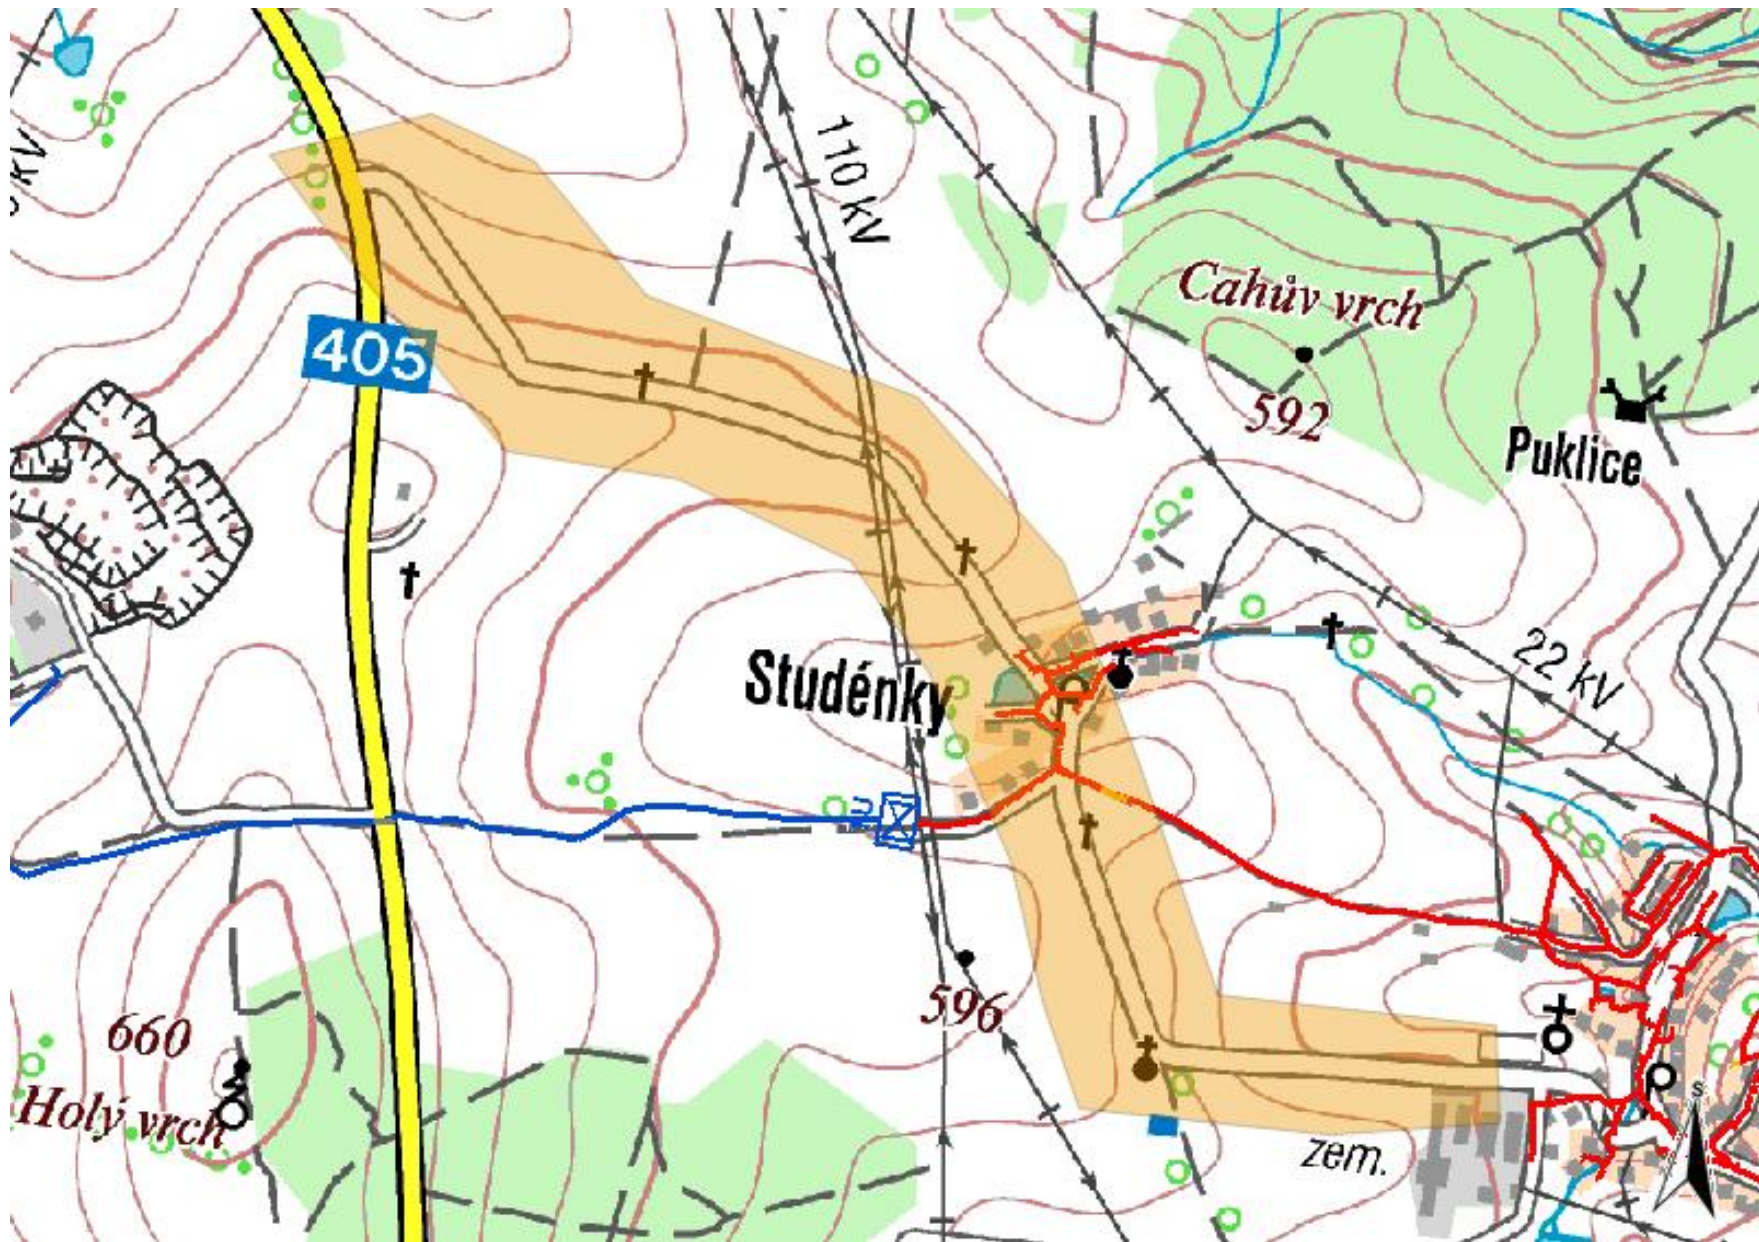 110 kV
kV
Cahův vrch
405
592
Puklice
22 kV
Studénky
596
660
Holý vrch
zem.
s